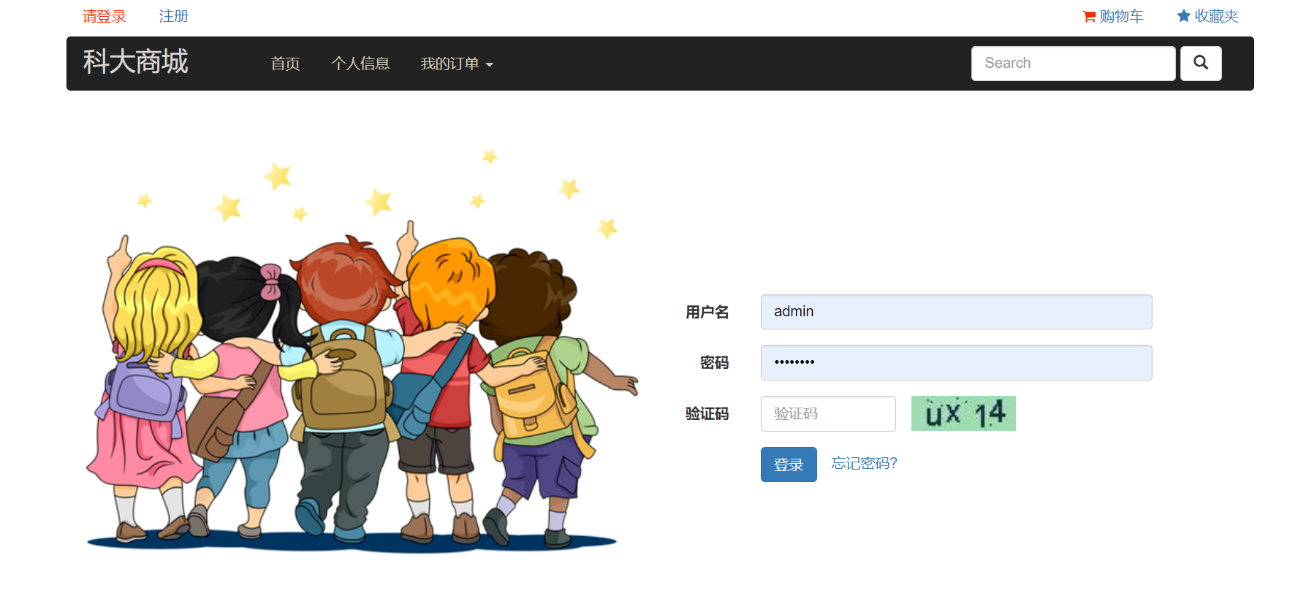 请登录 注册 购物车 收藏夹
科大商城 首页 个人信息 我的订单 Search
用户名 admin
密码 ••••••••
验证码 验证码 ux 14
登录 忘记密码?